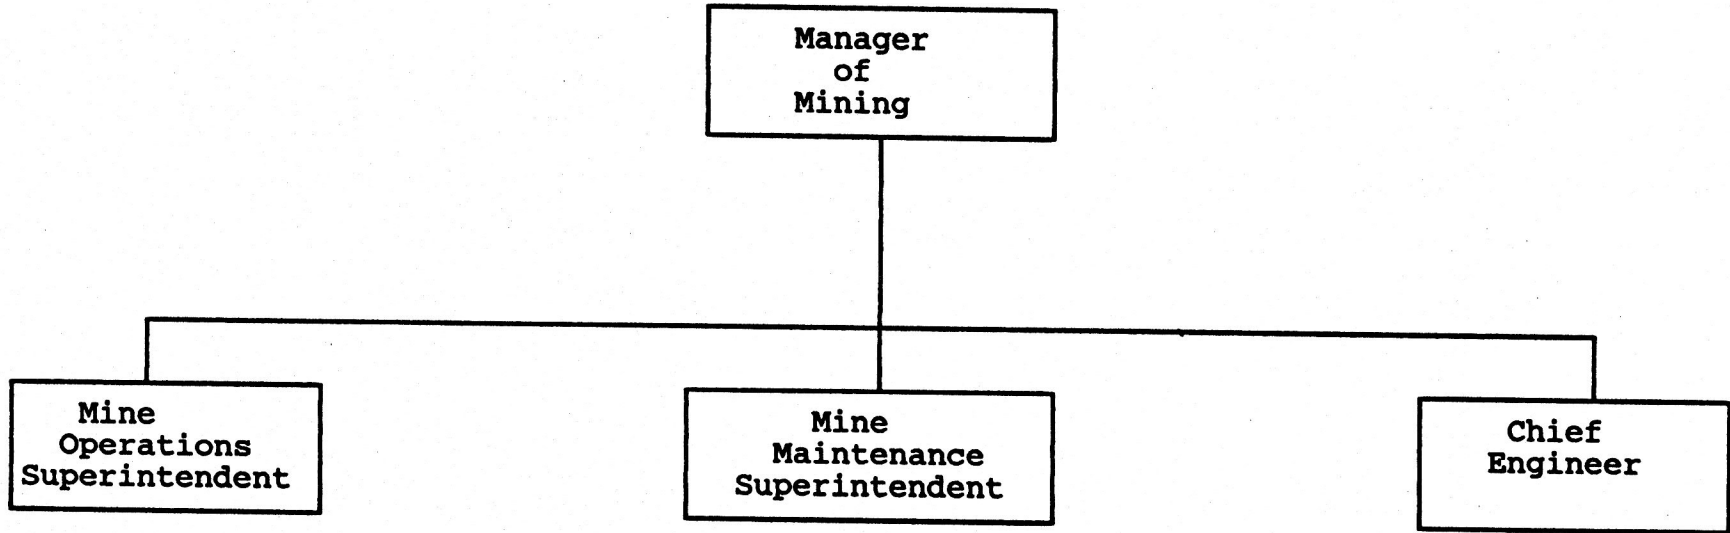 Manager
of
Mining
Mine
Operations
Superintendent
Mine
Maintenance
Superintendent
Chief
Engineer